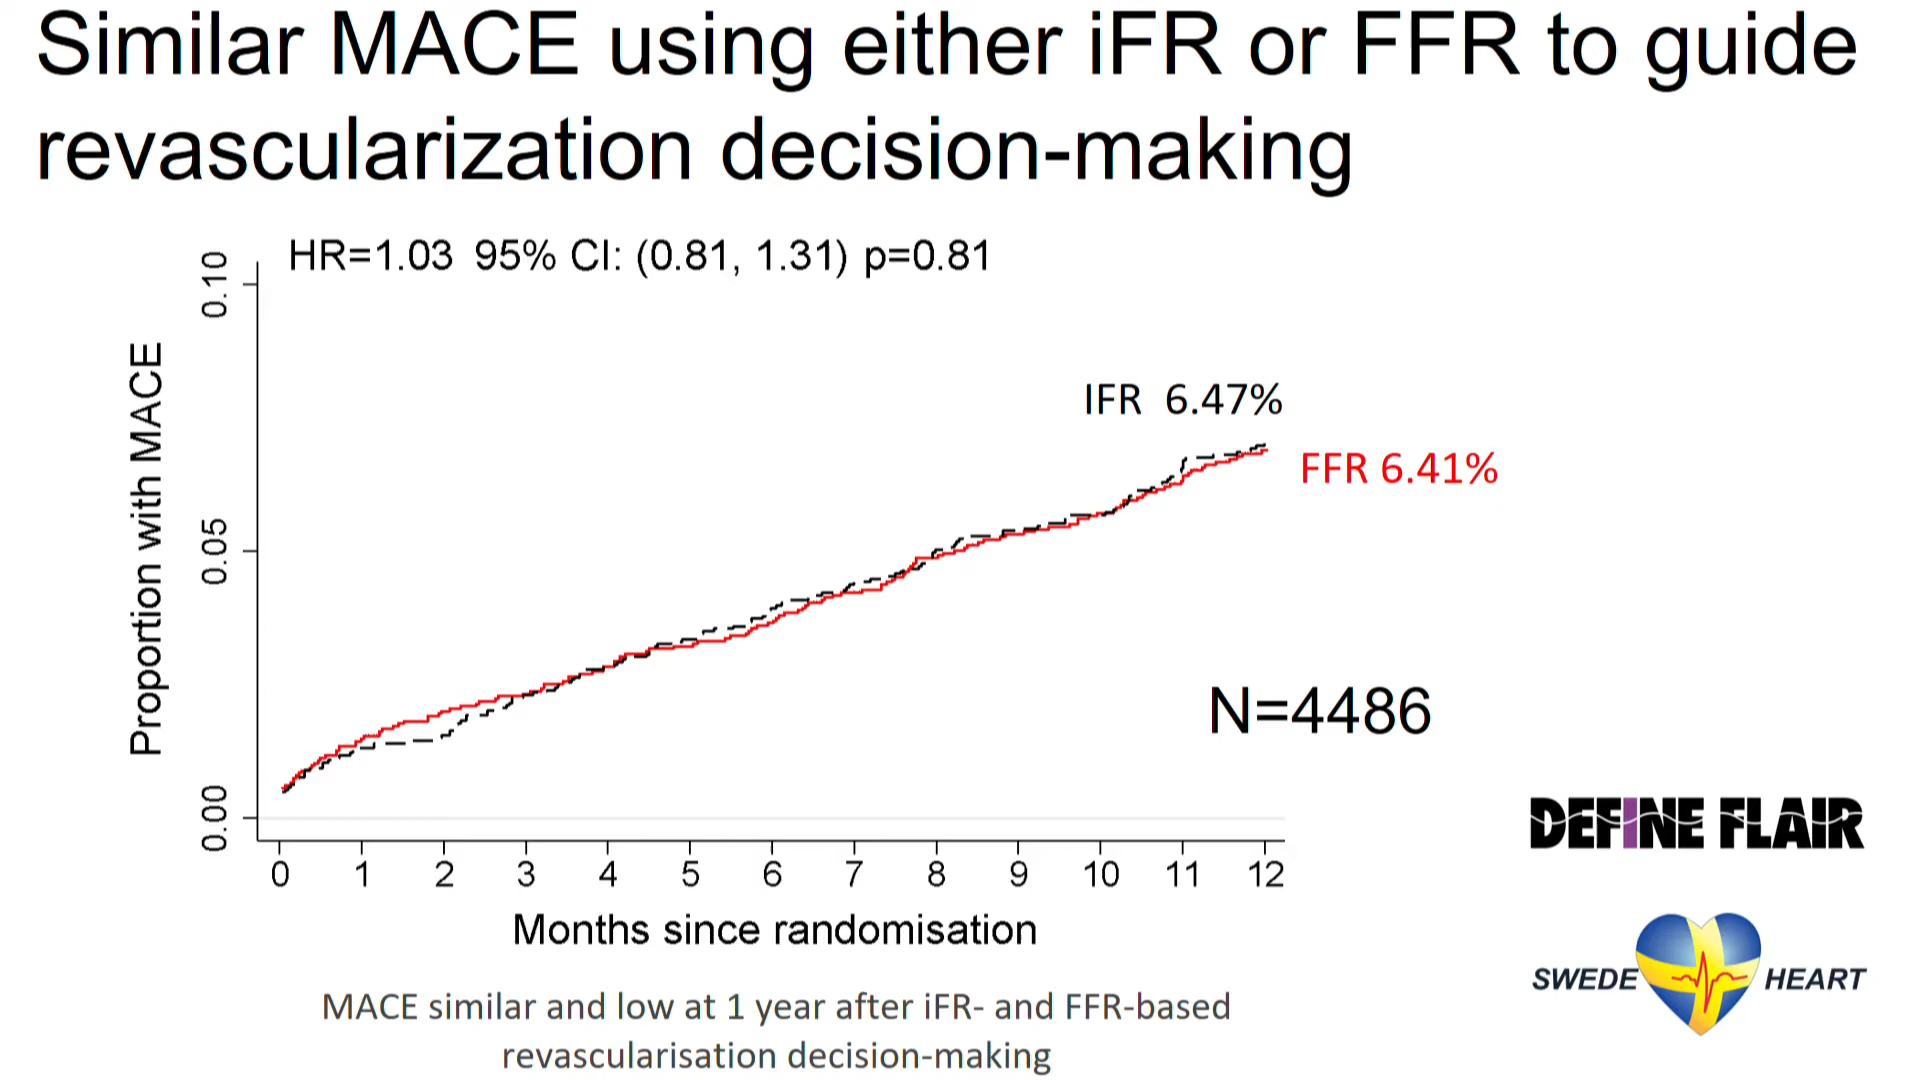 Similar MACE using either iFR or FFR to guide
revascularization decision-making
HR=1.03 95% CI: (0.81, 1.31) p=0.81
0.10
0.05
0.00
Proportion with MACE
IFR 6.47%
FFR 6.41%
N=4486
0 1 2 3 4 5 6 7 8 9 10 11 12
Months since randomisation
MACE similar and low at 1 year after iFR- and FFR-based
revascularisation decision-making
DEFINE FLAIR
SWEDE HEART